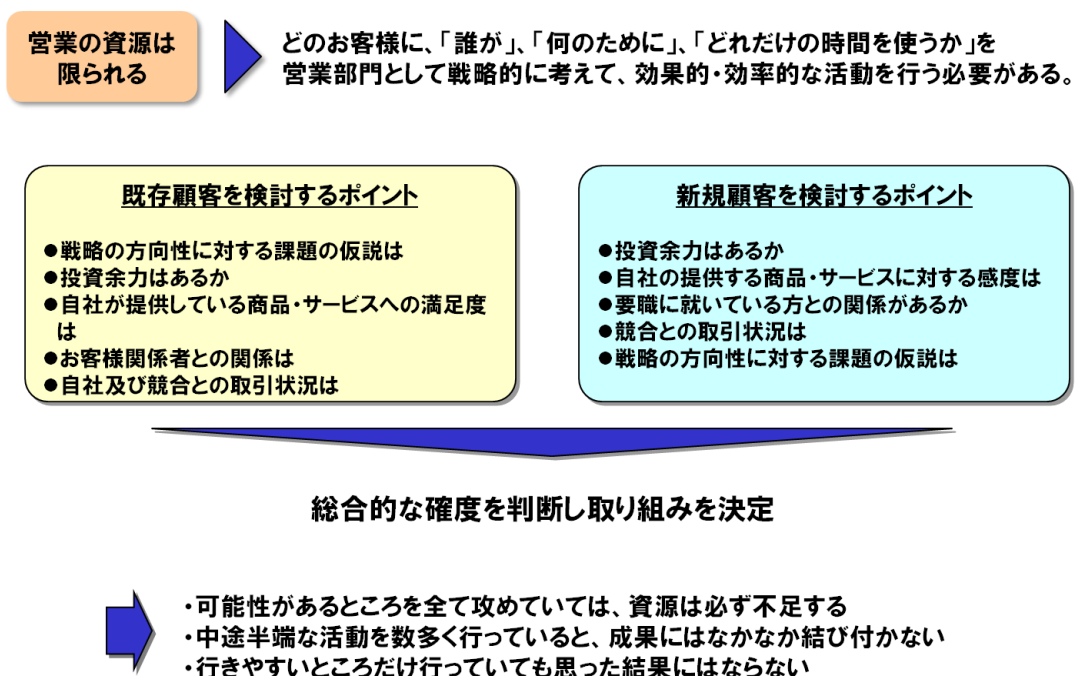 営業の資源は
限られる
どのお客様に、「誰が」、「何のために」、「どれだけの時間を使うか」を
営業部門として戦略的に考えて、効果的・効率的な活動を行う必要がある。
既存顧客を検討するポイント
●戦略の方向性に対する課題の仮説は
●投資余力はあるか
●自社が提供している商品・サービスへの満足度
は
●お客様関係者との関係は
●自社及び競合との取引状況は
新規顧客を検討するポイント
●投資余力はあるか
●自社の提供する商品・サービスに対する感度は
●要職に就いている方との関係があるか
●競合との取引状況は
●戦略の方向性に対する課題の仮説は
総合的な確度を判断し取り組みを決定
・可能性があるところを全て攻めていては、資源は必ず不足する
・中途半端な活動を数多く行っていると、成果にはなかなか結び付かない
・行きやすいところだけ行っていても思った結果にはならない